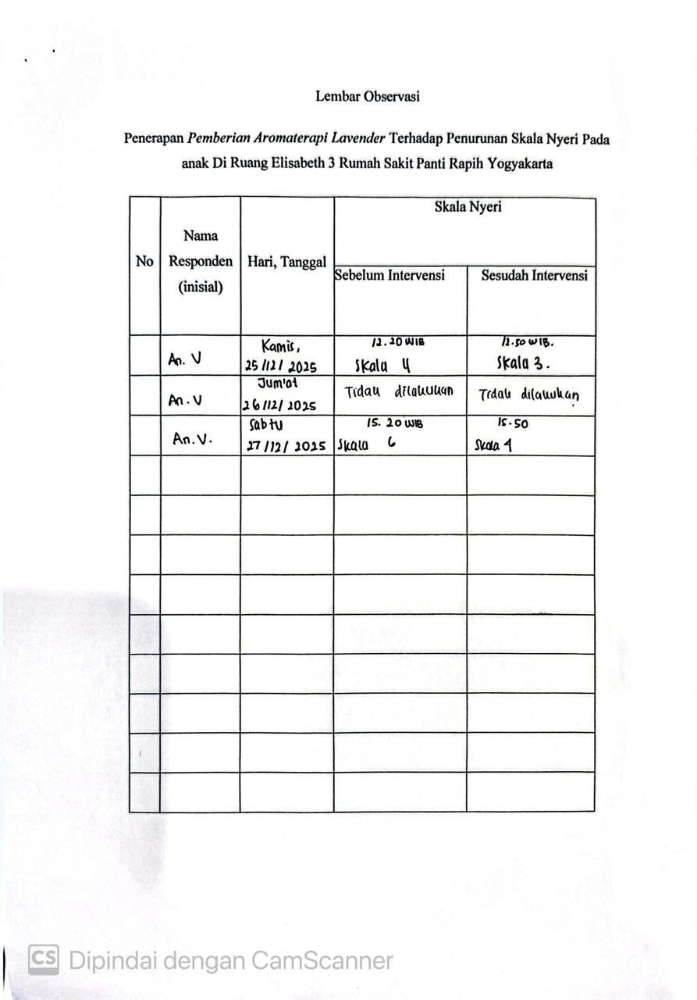 Lembar Observasi
Penerapan Pemberian Aromaterapi Lavender Terhadap Penurunan Skala Nyeri Pada
anak Di Ruang Elisabeth 3 Rumah Sakit Panti Rapih Yogyakarta
No
Nama
Responden
(inisial)
Hari, Tanggal
Skala Nyeri
Sebelum Intervensi
Sesudah Intervensi
An. V
Kamis,
25/12/2025
12.20 WIB
Skala 4
12.50 WIB.
Skala 3.
An. V
Jum'at
26/12/2025
Tidak dilakukan
Tidak dilakukan
An. V.
Sabtu
27/12/2025
15.20 WIB
Skala 6
15.50
Skala 4
CS Dipindai dengan CamScanner